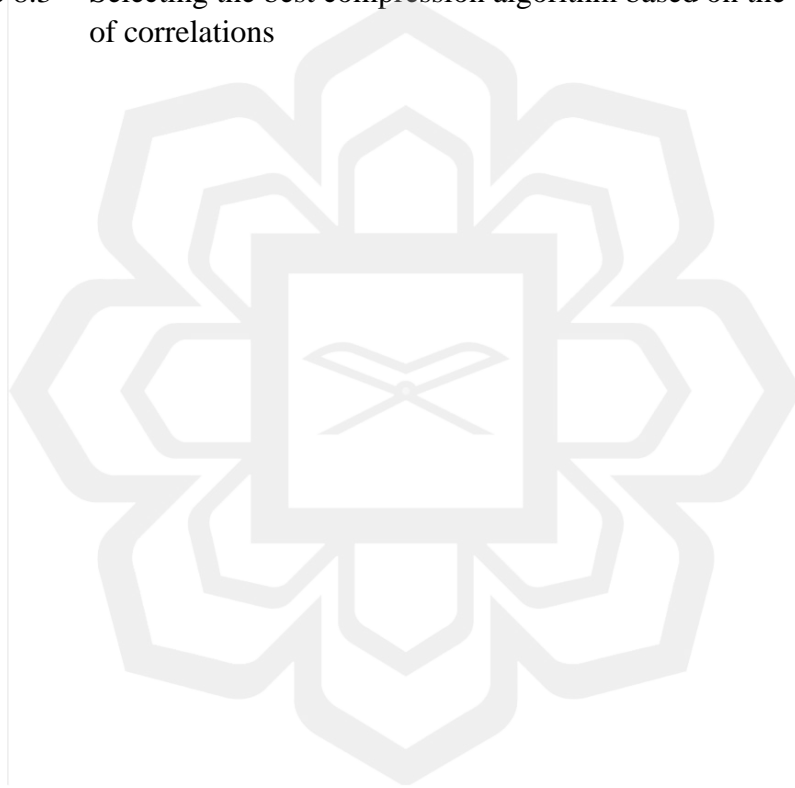 Selecting the best compression algorithm based on the
of correlations